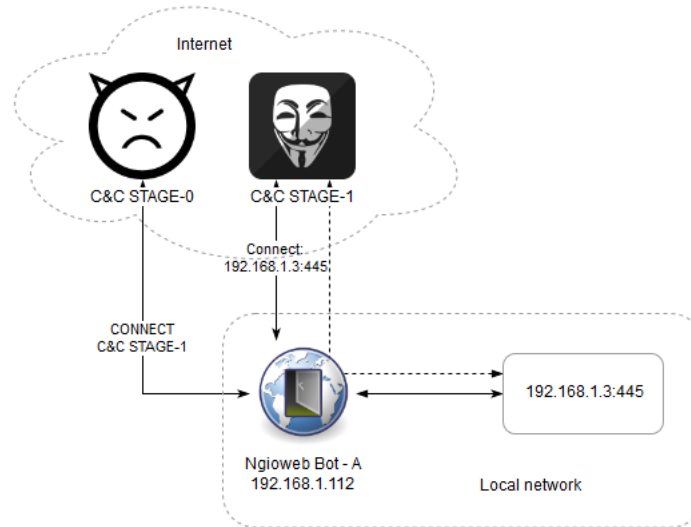 Internet
C&C STAGE-0
C&C STAGE-1
Connect:
192.168.1.3:445
CONNECT
C&C STAGE-1
192.168.1.3:445
Ngioweb Bot - A
192.168.1.112
Local network